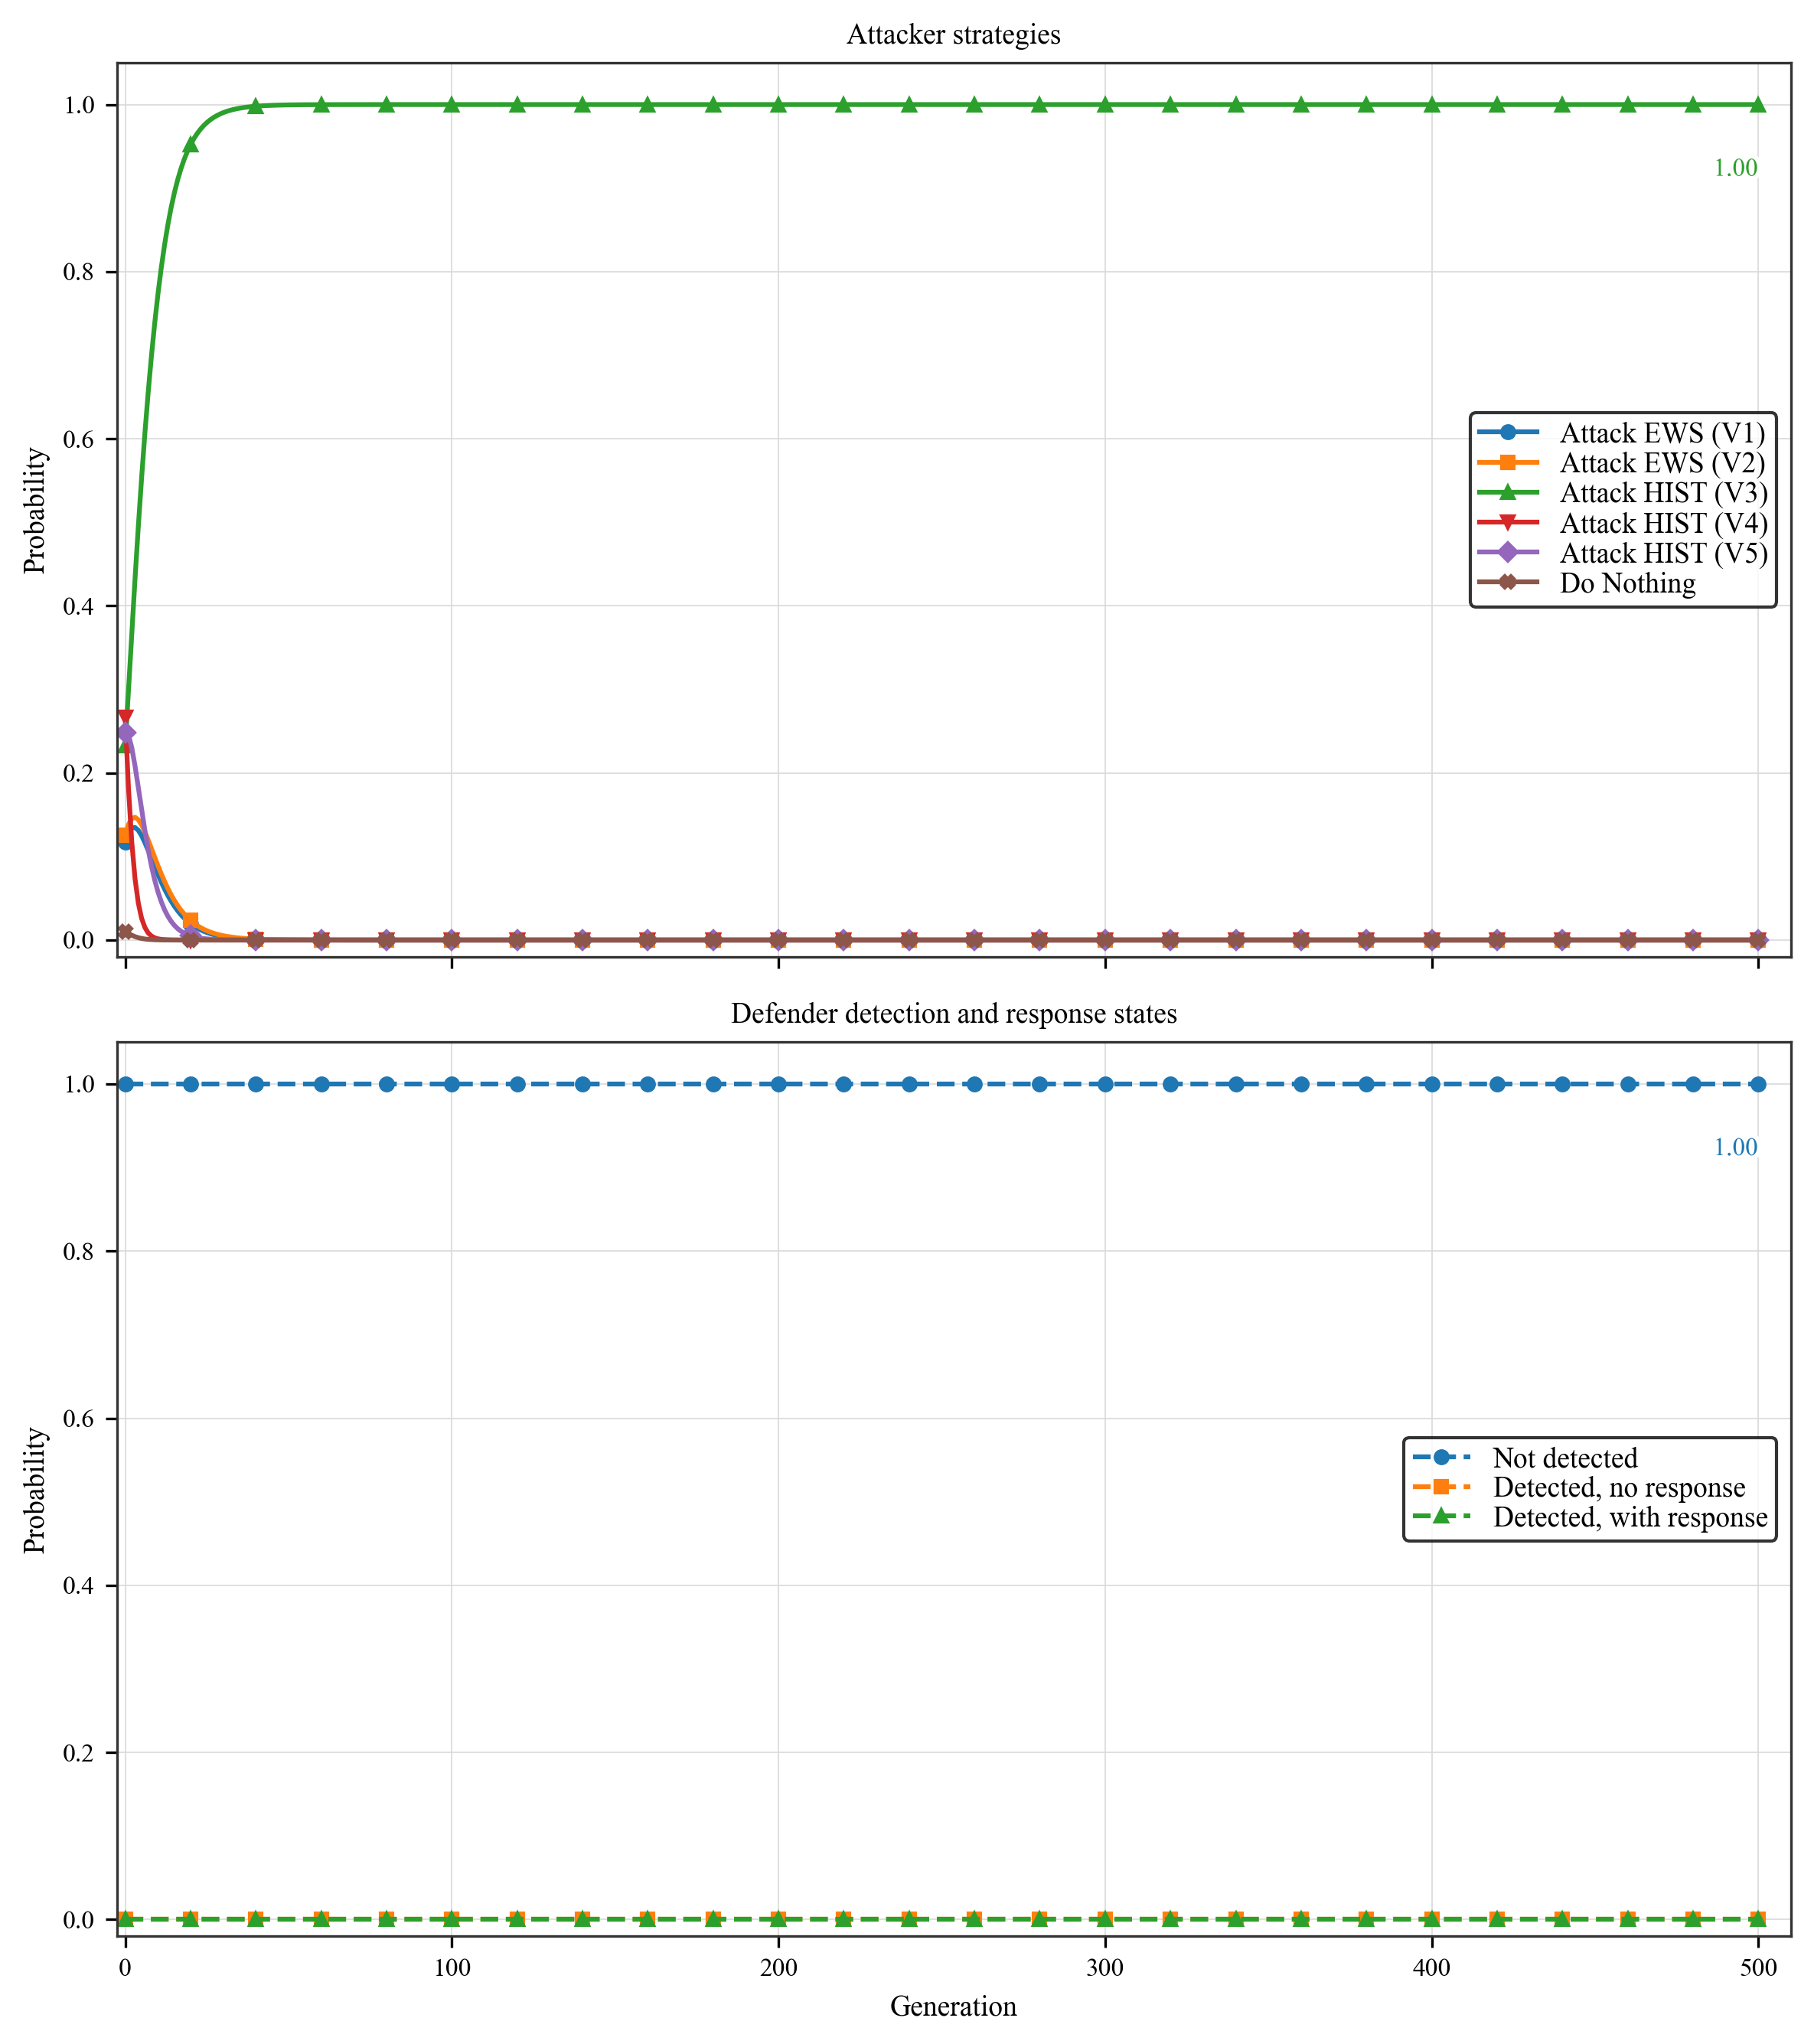 Attacker strategies
1.0
0.8
0.6
0.4
0.2
0.0
Probability
1.00
Attack EWS (V1)
Attack EWS (V2)
Attack HIST (V3)
Attack HIST (V4)
Attack HIST (V5)
Do Nothing
Defender detection and response states
1.0
0.8
0.6
0.4
0.2
0.0
Probability
1.00
Not detected
Detected, no response
Detected, with response
0 100 200 300 400 500
Generation